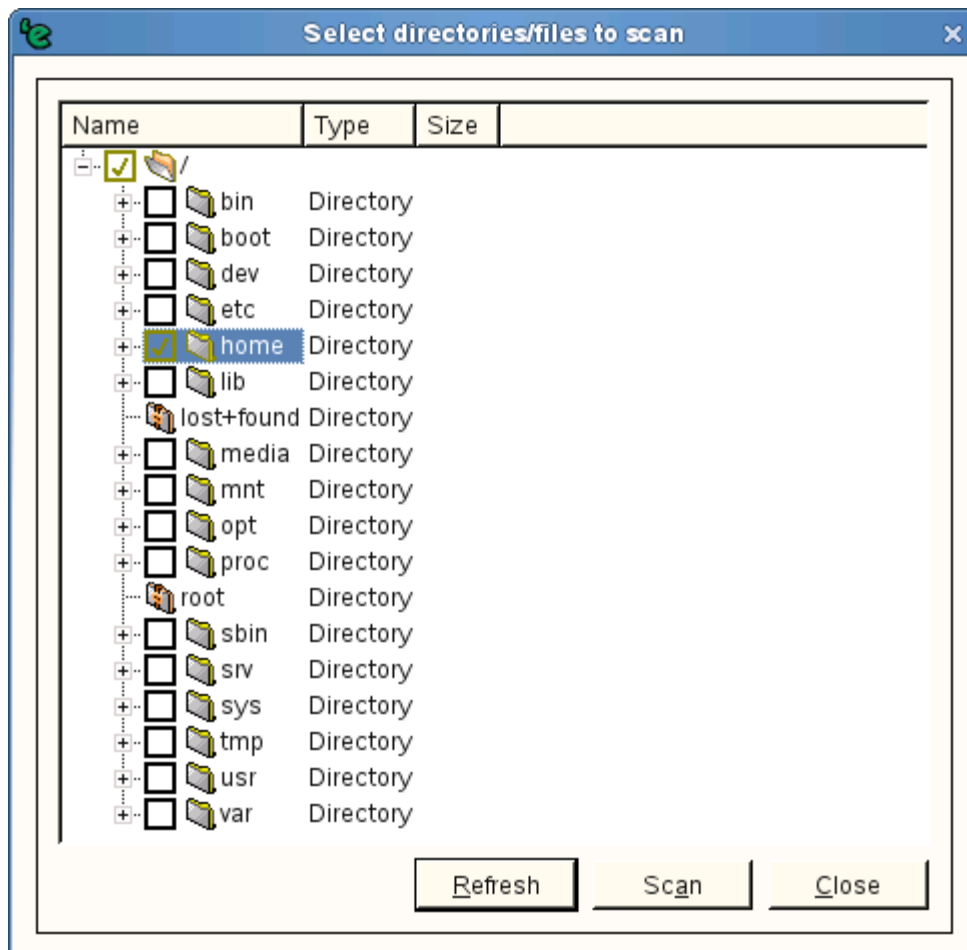 Select directories/files to scan
Name Type Size
/
bin Directory
boot Directory
dev Directory
etc Directory
home Directory
lib Directory
lost+found Directory
media Directory
mnt Directory
opt Directory
proc Directory
root Directory
sbin Directory
srv Directory
sys Directory
tmp Directory
usr Directory
var Directory
Refresh Scan Close